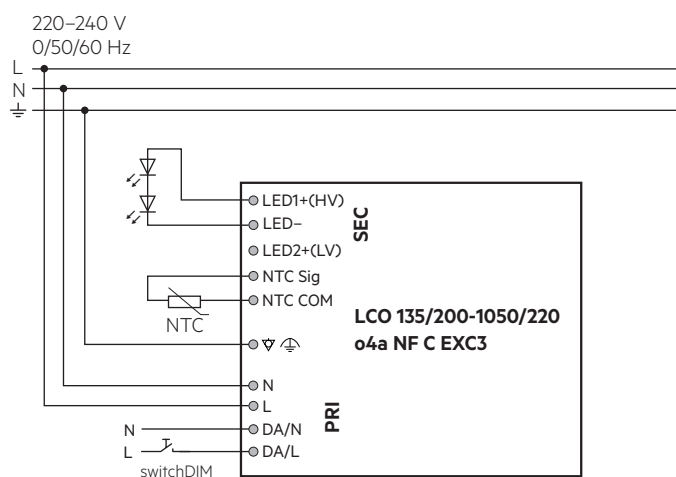 220–240 V
0/50/60 Hz
L
N
LED1+(HV)
LED–
LED2+(LV)
SEC
NTC Sig
NTC COM
NTC
LCO 135/200-1050/220
o4a NF C EXC3
N
L
PRI
N DA/N
L DA/L
switchDIM